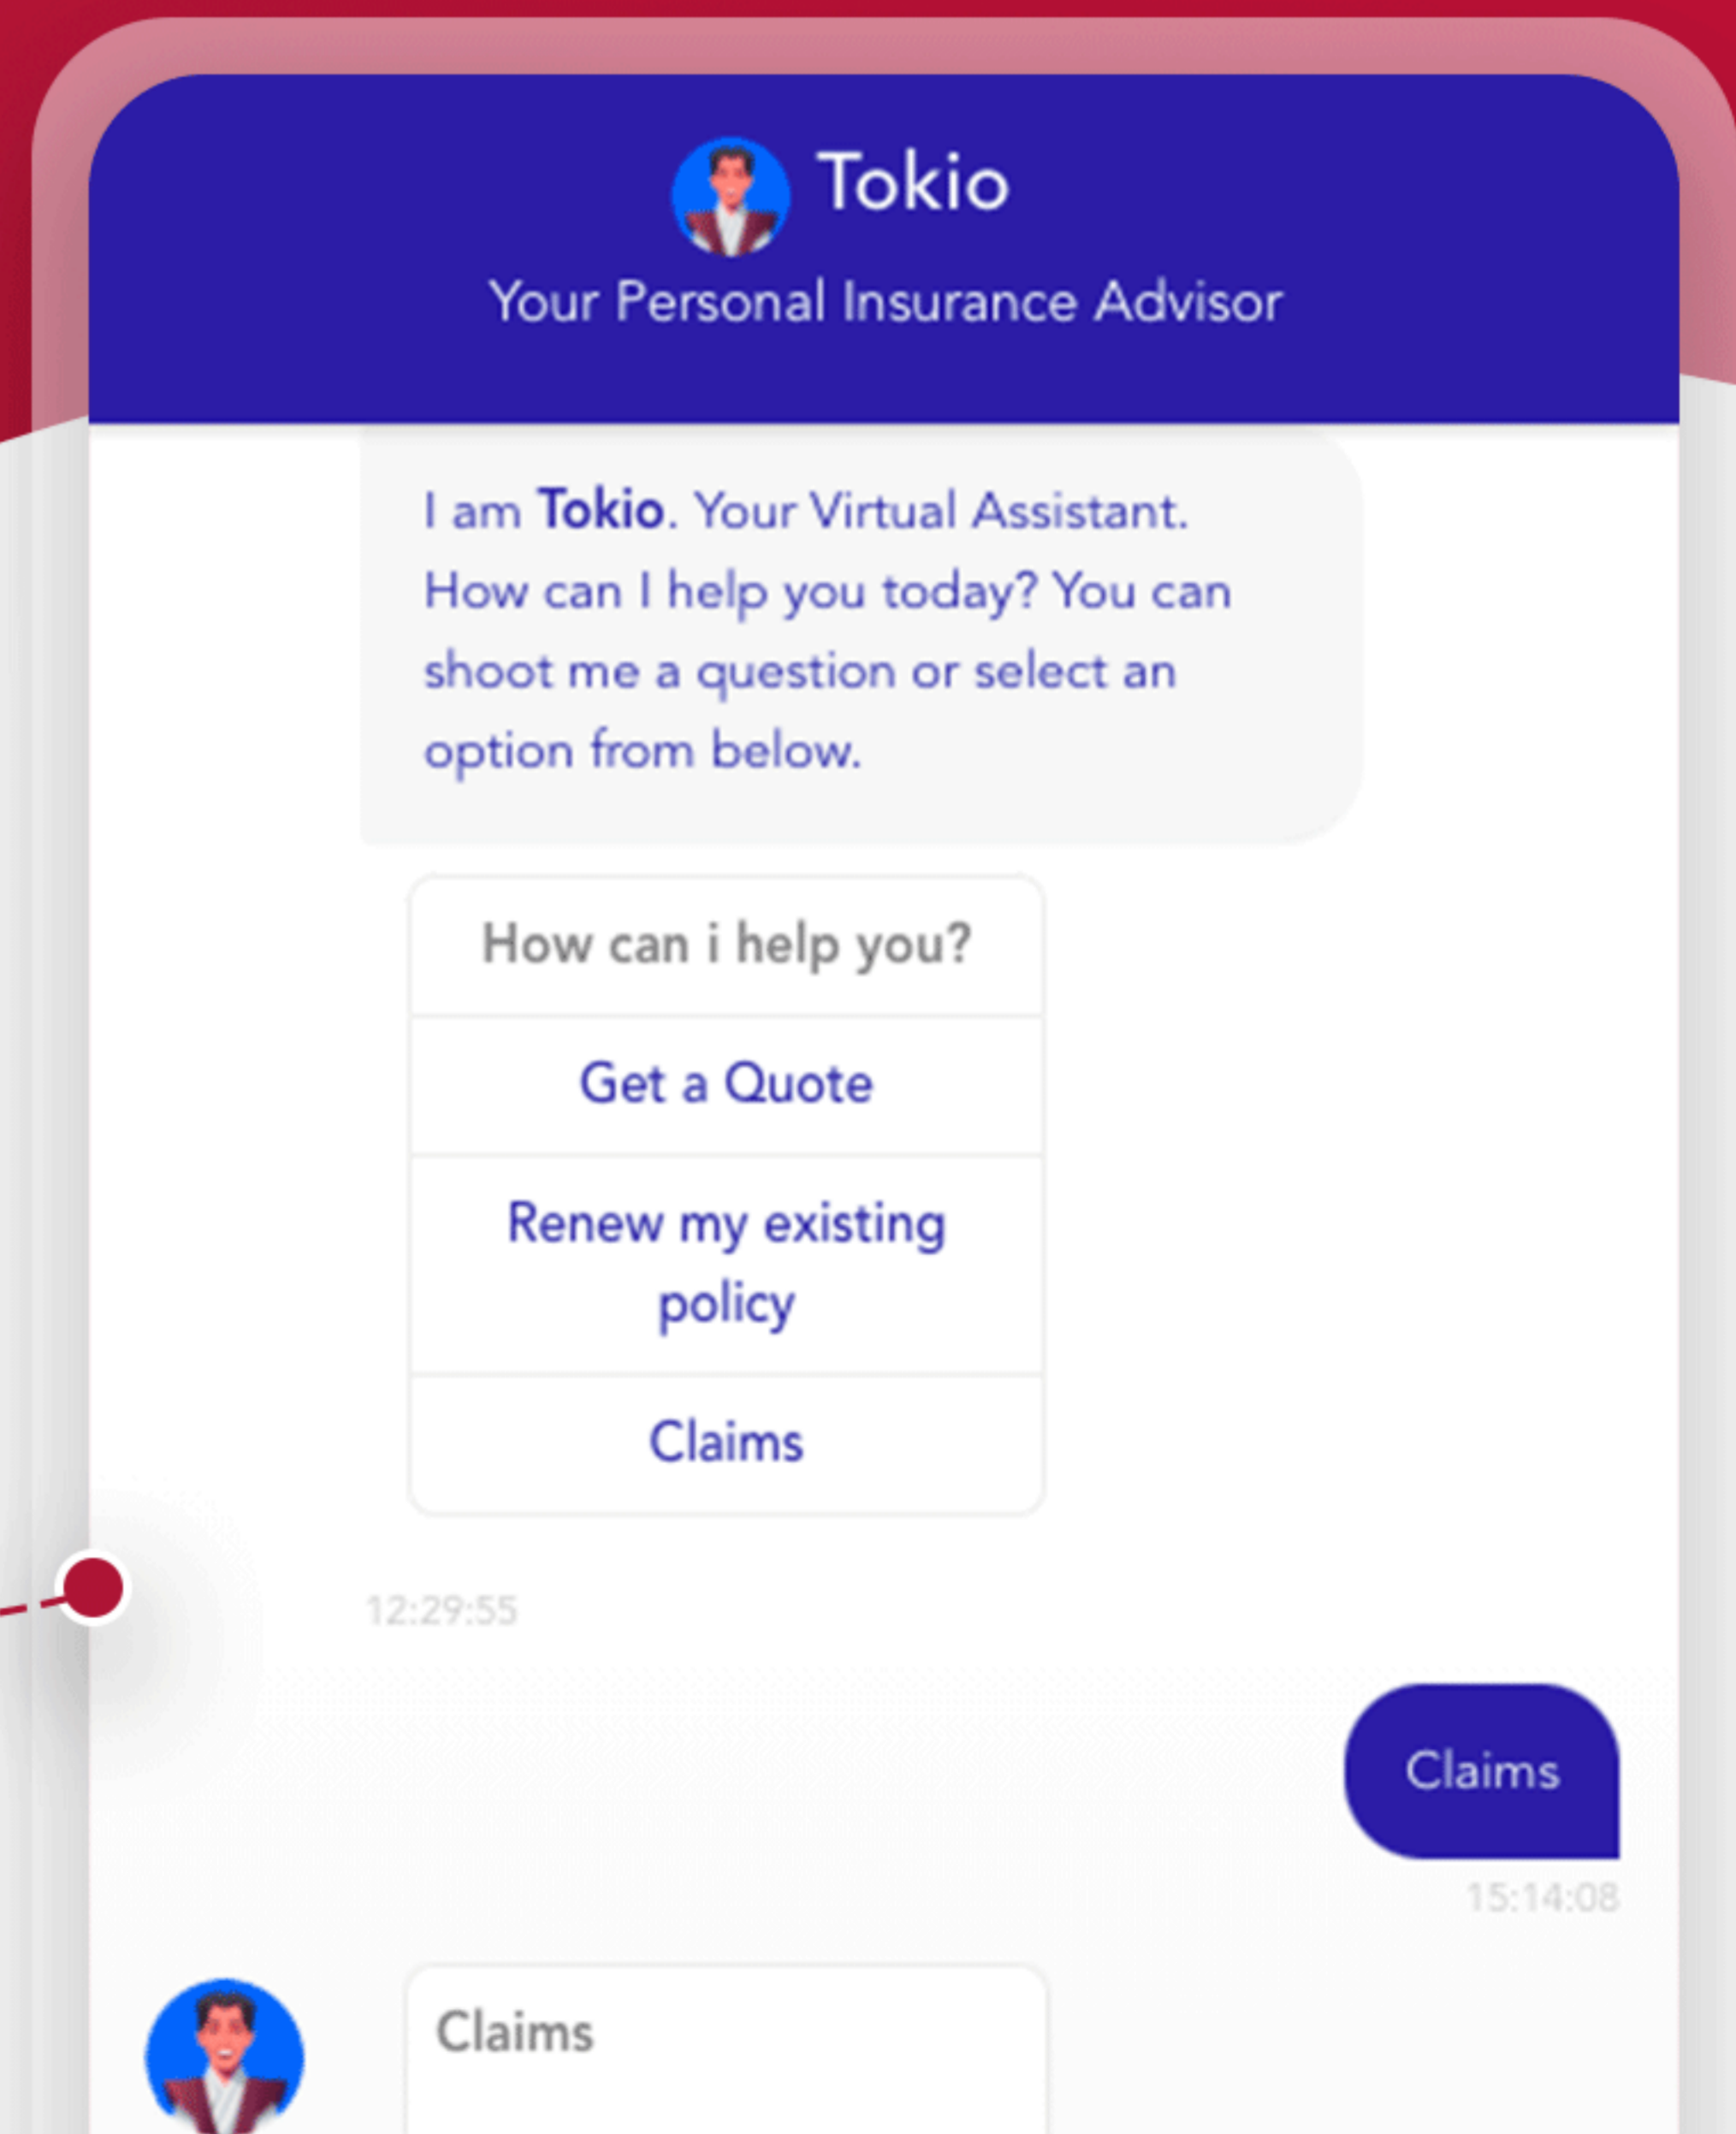 Tokio
Your Personal Insurance Advisor
I am Tokio. Your Virtual Assistant.
How can I help you today? You can
shoot me a question or select an
option from below.
How can i help you?
Get a Quote
Renew my existing
policy
Claims
12:29:55
Claims
15:14:08
Claims